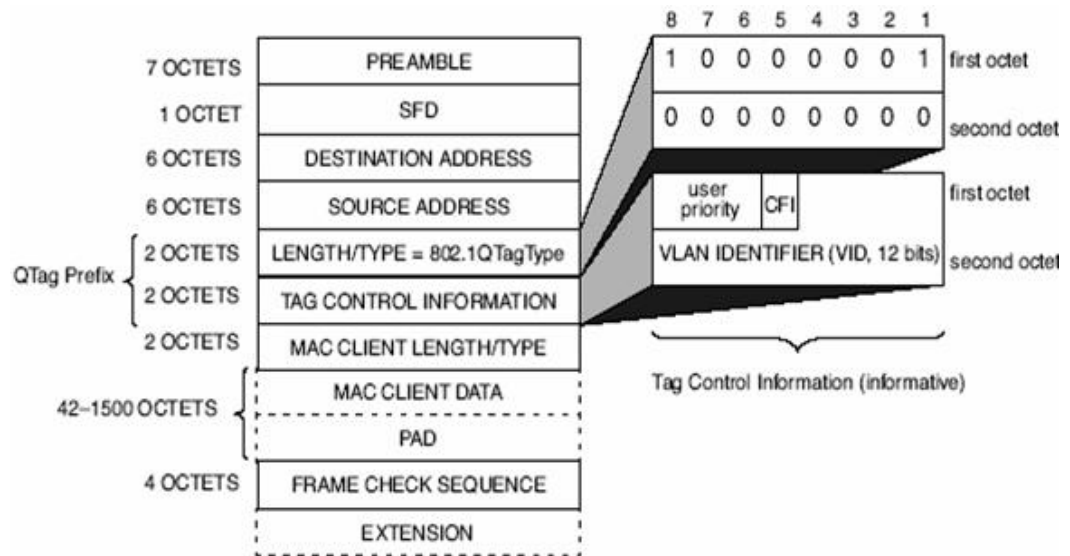 8 7 6 5 4 3 2 1
7 OCTETS PREAMBLE
1 0 0 0 0 0 0 1 first octet
1 OCTET SFD
0 0 0 0 0 0 0 0 second octet
6 OCTETS DESTINATION ADDRESS
6 OCTETS SOURCE ADDRESS
user priority CFI first octet
QTag Prefix
2 OCTETS LENGTH/TYPE = 802.1QTagType
VLAN IDENTIFIER (VID, 12 bits) second octet
2 OCTETS TAG CONTROL INFORMATION
2 OCTETS MAC CLIENT LENGTH/TYPE
Tag Control Information (informative)
42–1500 OCTETS
MAC CLIENT DATA
PAD
4 OCTETS FRAME CHECK SEQUENCE
EXTENSION